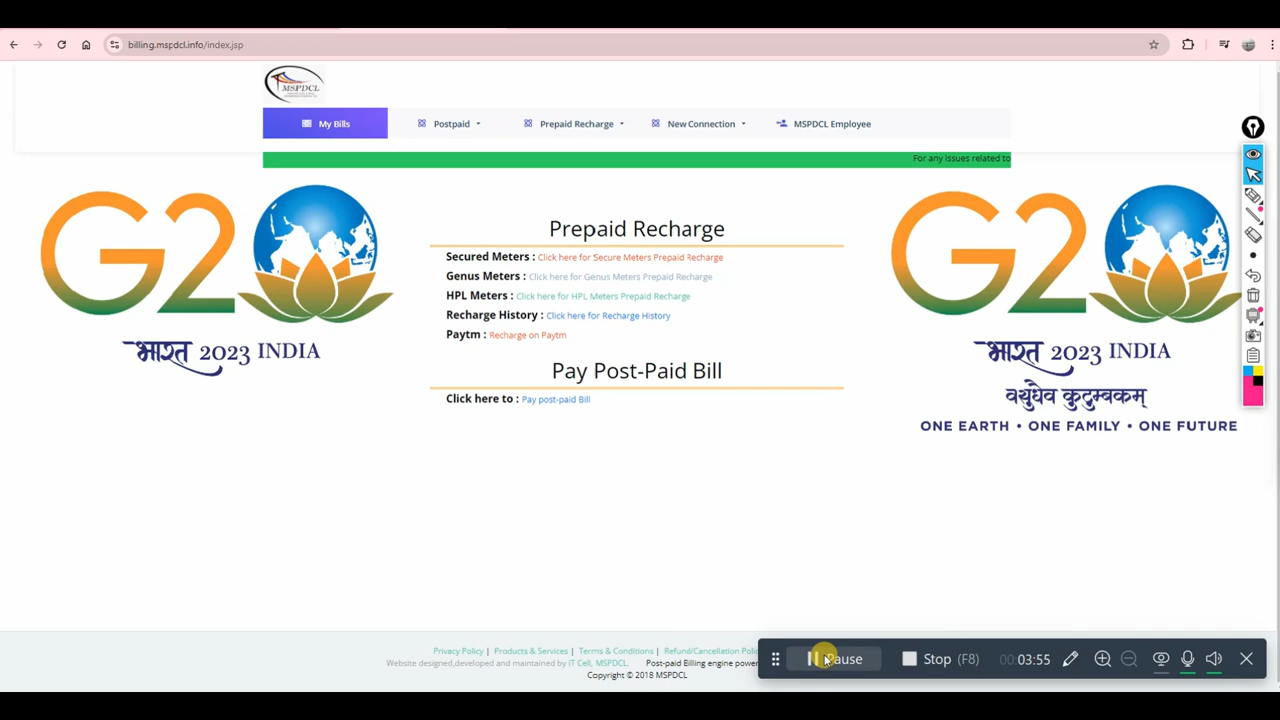 billing.mspdcl.info/index.jsp
MSPDCL
My Bills
Postpaid
Prepaid Recharge
New Connection
MSPDCL Employee
For any issues related to
G20
भारत 2023 INDIA
Prepaid Recharge
Secured Meters : Click here for Secure Meters Prepaid Recharge
Genus Meters : Click here for Genus Meters Prepaid Recharge
HPL Meters : Click here for HPL Meters Prepaid Recharge
Recharge History : Click here for Recharge History
Paytm : Recharge on Paytm
Pay Post-Paid Bill
Click here to : Pay post-paid Bill
G20
भारत 2023 INDIA
वसुधैव कुटुम्बकम्
ONE EARTH • ONE FAMILY • ONE FUTURE
Privacy Policy | Products & Services | Terms & Conditions | Refund/Cancellation
Website designed,developed and maintained by IT Cell, MSPDCL. Post-paid Billing engine
Copyright © 2018 MSPDCL
Pause
Stop (F8)
00:03:55